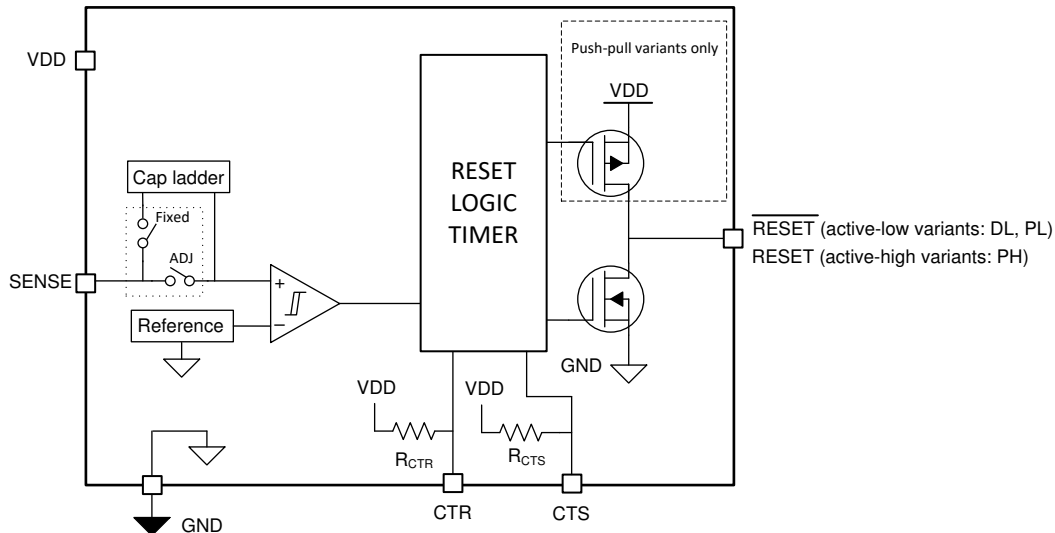 Push-pull variants only
VDD
VDD
Cap ladder
Fixed
ADJ
SENSE
+
−
Reference
RESET
LOGIC
TIMER
RESET (active-low variants: DL, PL)
RESET (active-high variants: PH)
GND
VDD
VDD
RCTR
RCTS
GND
CTR
CTS